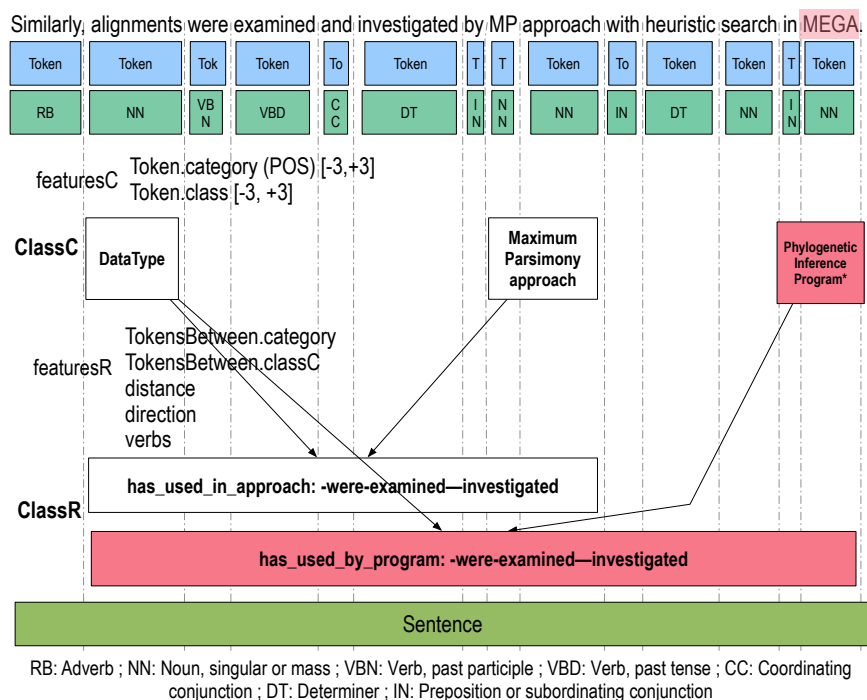 Similarly, alignments were examined and investigated by MP approach with heuristic search in MEGA.
Token Token Tok Token To Token T T Token To Token Token T Token
RB NN VB N VBD C C DT I N N N NN IN DT NN I N NN
featuresC
Token.category (POS) [-3,+3]
Token.class [-3, +3]
ClassC
DataType
Maximum
Parsimony
approach
Phylogenetic
Inference
Program*
featuresR
TokensBetween.category
TokensBetween.classC
distance
direction
verbs
has_used_in_approach: -were-examined—investigated
ClassR
has_used_by_program: -were-examined—investigated
Sentence
RB: Adverb ; NN: Noun, singular or mass ; VBN: Verb, past participle ; VBD: Verb, past tense ; CC: Coordinating
conjunction ; DT: Determiner ; IN: Preposition or subordinating conjunction